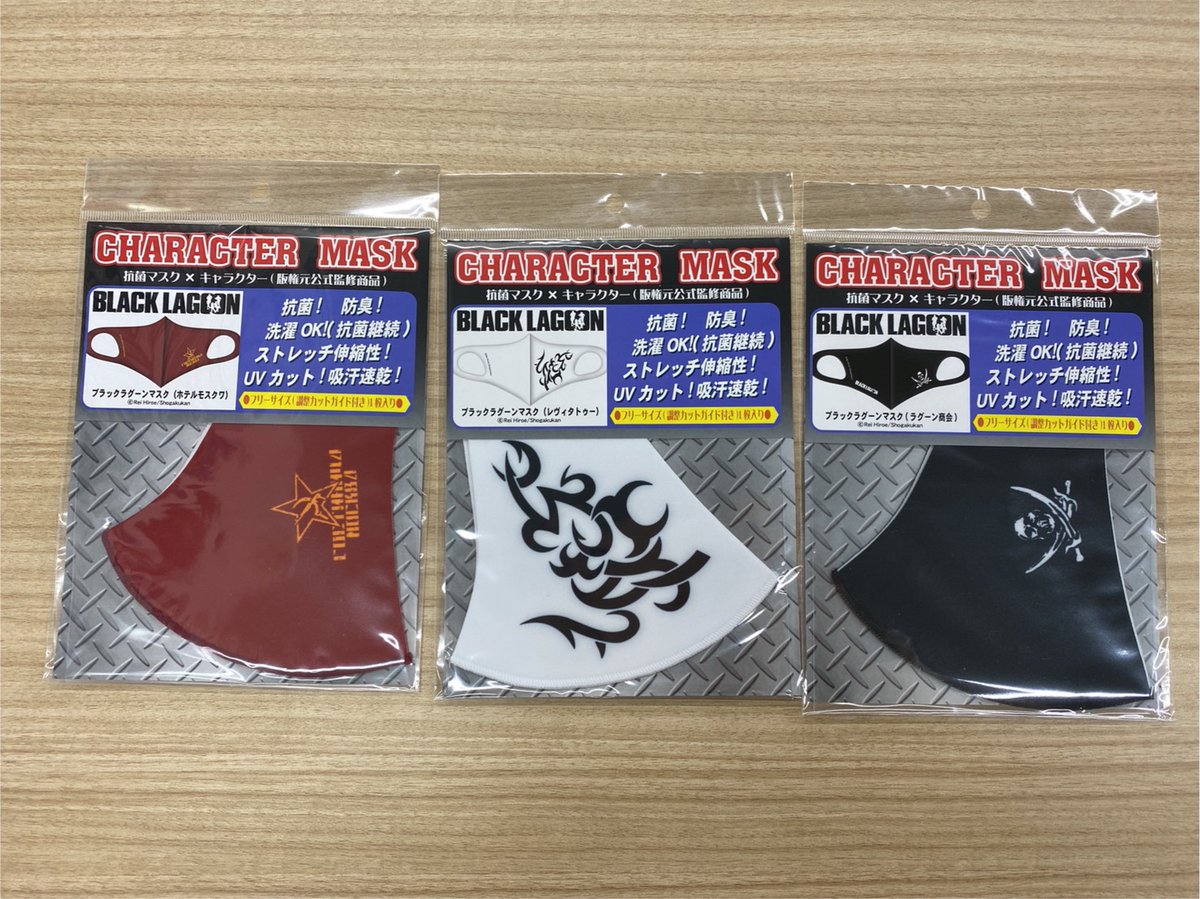 CHARACTER MASK
抗菌マスク×キャラクター(版権元公式監修商品)
BLACK LAGOON
抗菌! 防臭!
洗濯OK!(抗菌継続)
ストレッチ伸縮性!
UVカット!吸汗速乾!
ブラックラグーンマスク(ホテルモスクワ)
©Rei Hiroe/Shogakukan
●フリーサイズ(調整カットガイド付き)1枚入り●
CHARACTER MASK
抗菌マスク×キャラクター(版権元公式監修商品)
BLACK LAGOON
抗菌! 防臭!
洗濯OK!(抗菌継続)
ストレッチ伸縮性!
UVカット!吸汗速乾!
ブラックラグーンマスク(レヴィタトゥー)
©Rei Hiroe/Shogakukan
●フリーサイズ(調整カットガイド付き)1枚入り●
CHARACTER MASK
抗菌マスク×キャラクター(版権元公式監修商品)
BLACK LAGOON
抗菌! 防臭!
洗濯OK!(抗菌継続)
ストレッチ伸縮性!
UVカット!吸汗速乾!
ブラックラグーンマスク(ラグーン商会)
©Rei Hiroe/Shogakukan
●フリーサイズ(調整カットガイド付き)1枚入り●